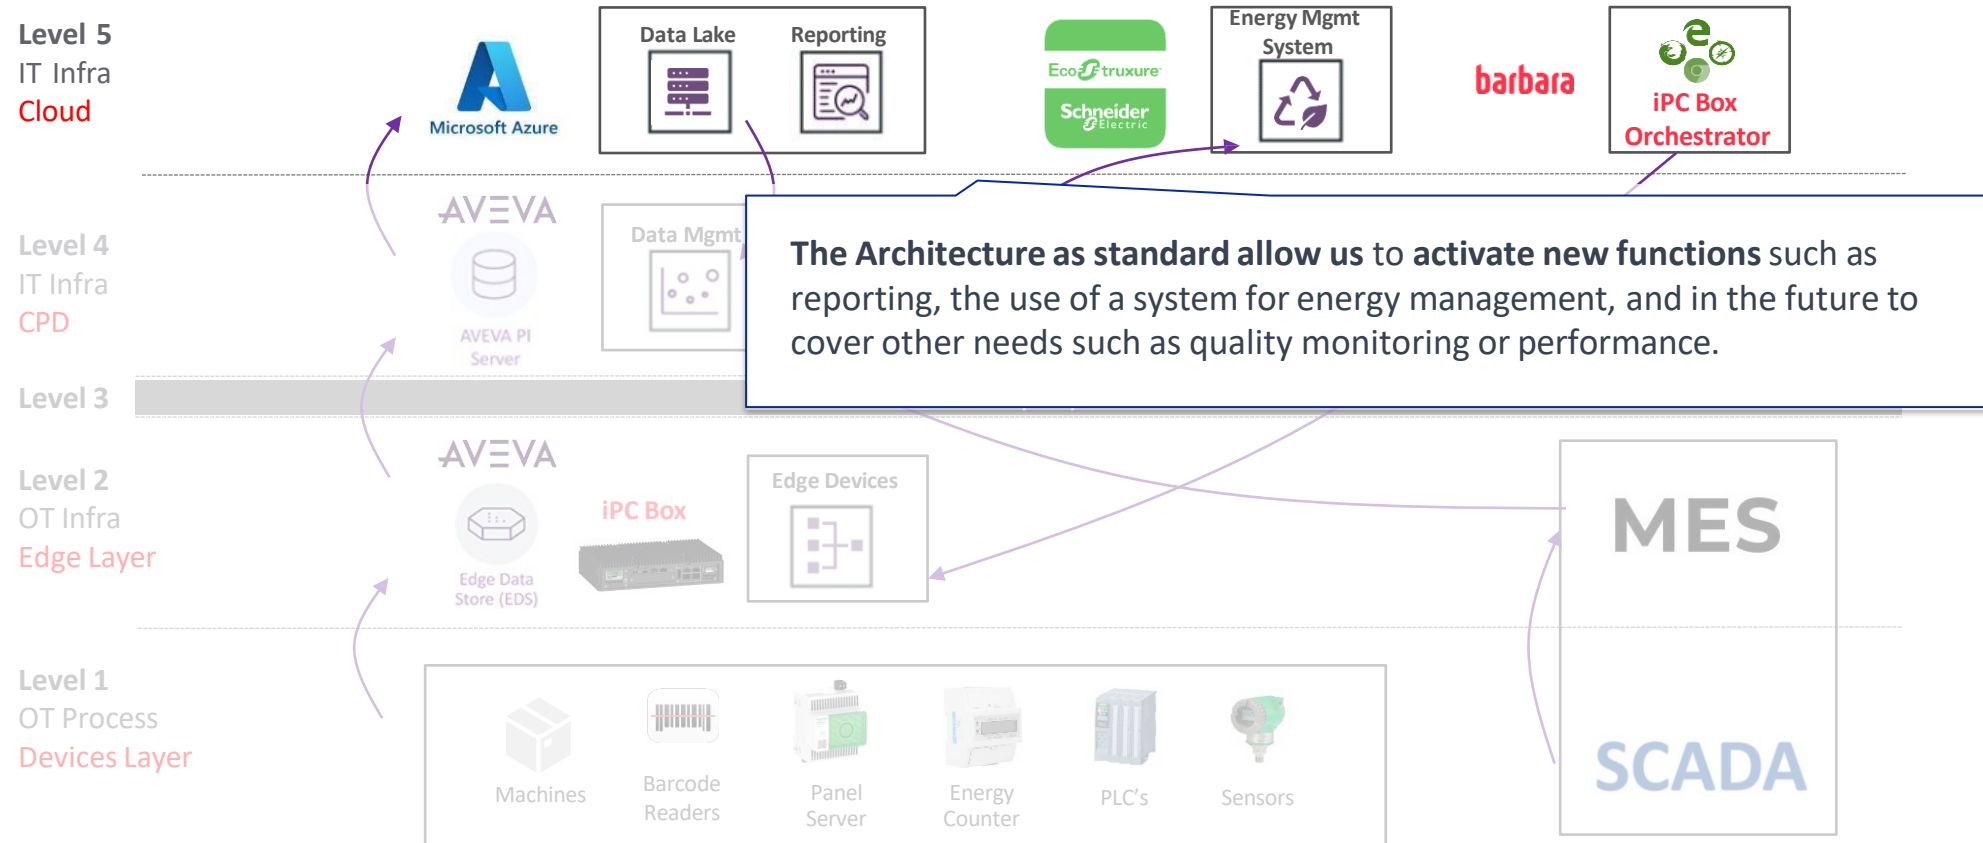 Level 5
IT Infra
Cloud
Microsoft Azure
Data Lake
Reporting
EcoStruxure
Schneider
Electric
Energy Mgmt
System
barbara
iPC Box
Orchestrator
Level 4
IT Infra
CPD
AVEVA
AVEVA PI
Server
Data Mgmt
The Architecture as standard allow us to activate new functions such as
reporting, the use of a system for energy management, and in the future to
cover other needs such as quality monitoring or performance.
Level 3
Level 2
OT Infra
Edge Layer
AVEVA
Edge Data
Store (EDS)
iPC Box
Edge Devices
MES
Level 1
OT Process
Devices Layer
Machines
Barcode
Readers
Panel
Server
Energy
Counter
PLC's
Sensors
SCADA